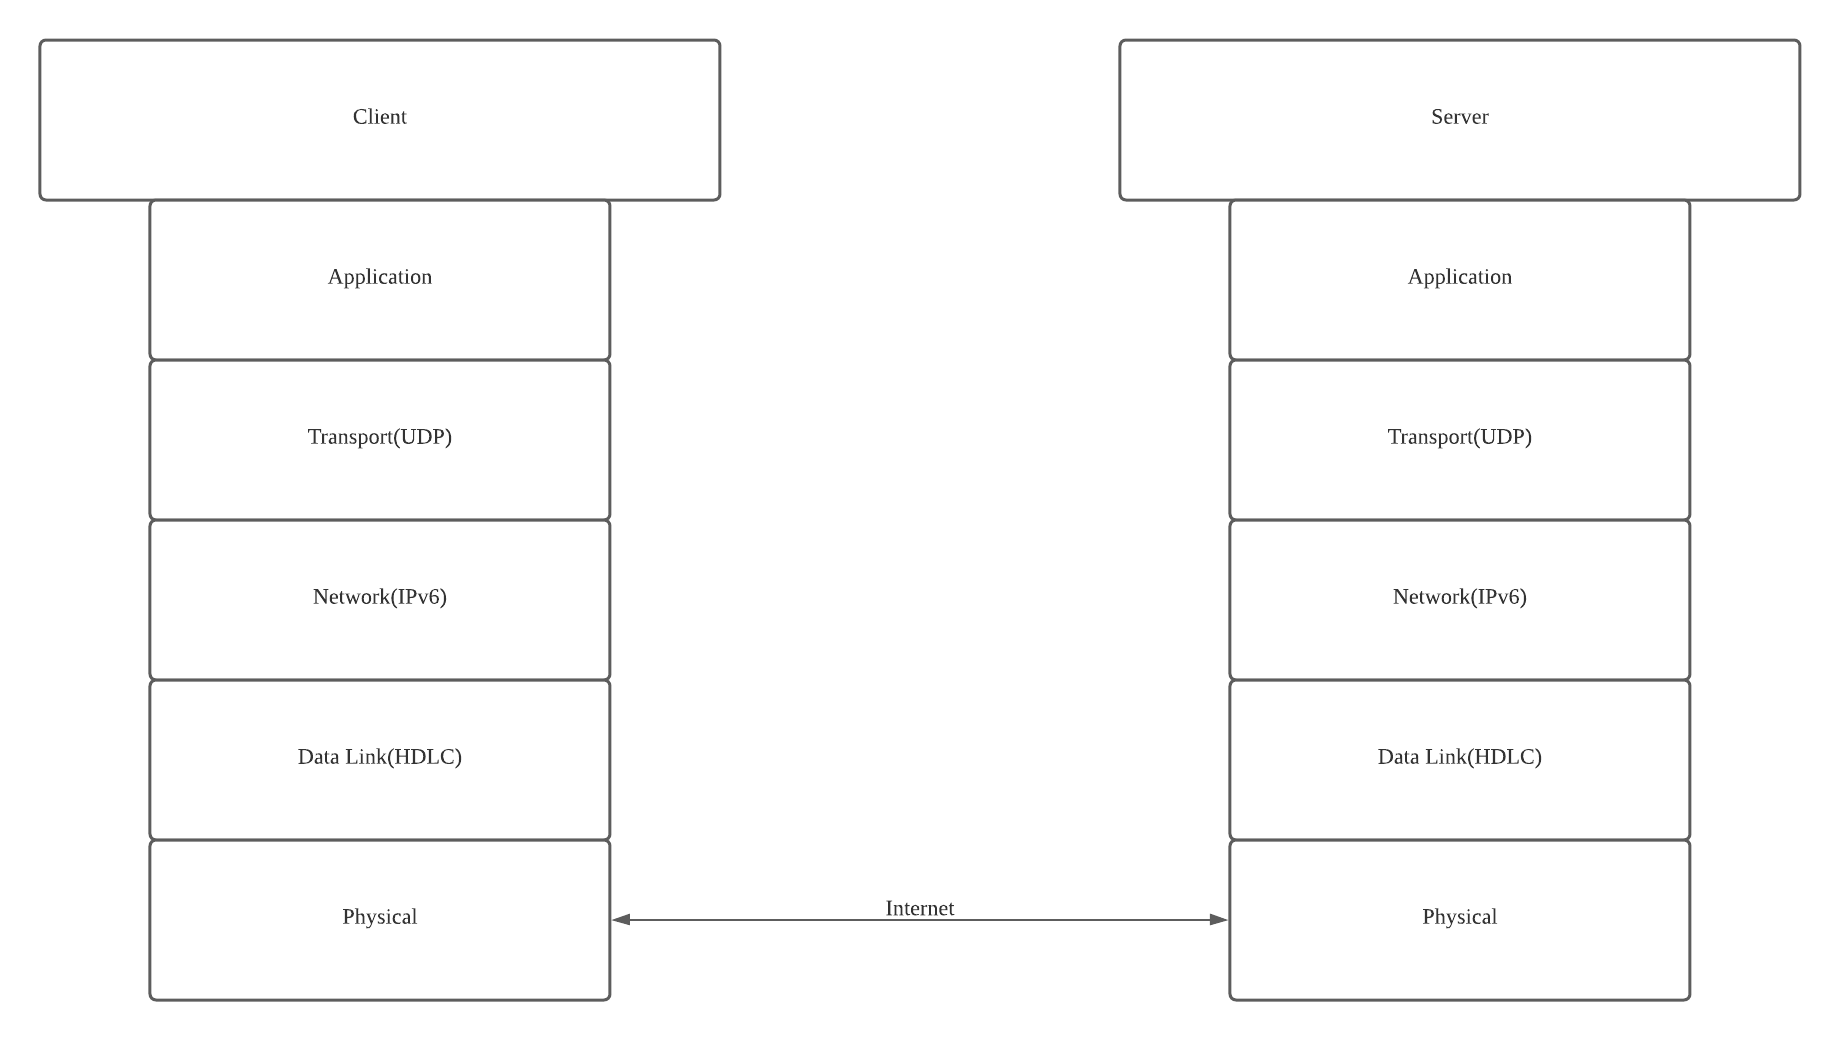 Client
Application
Transport(UDP)
Network(IPv6)
Data Link(HDLC)
Physical
Internet
Server
Application
Transport(UDP)
Network(IPv6)
Data Link(HDLC)
Physical